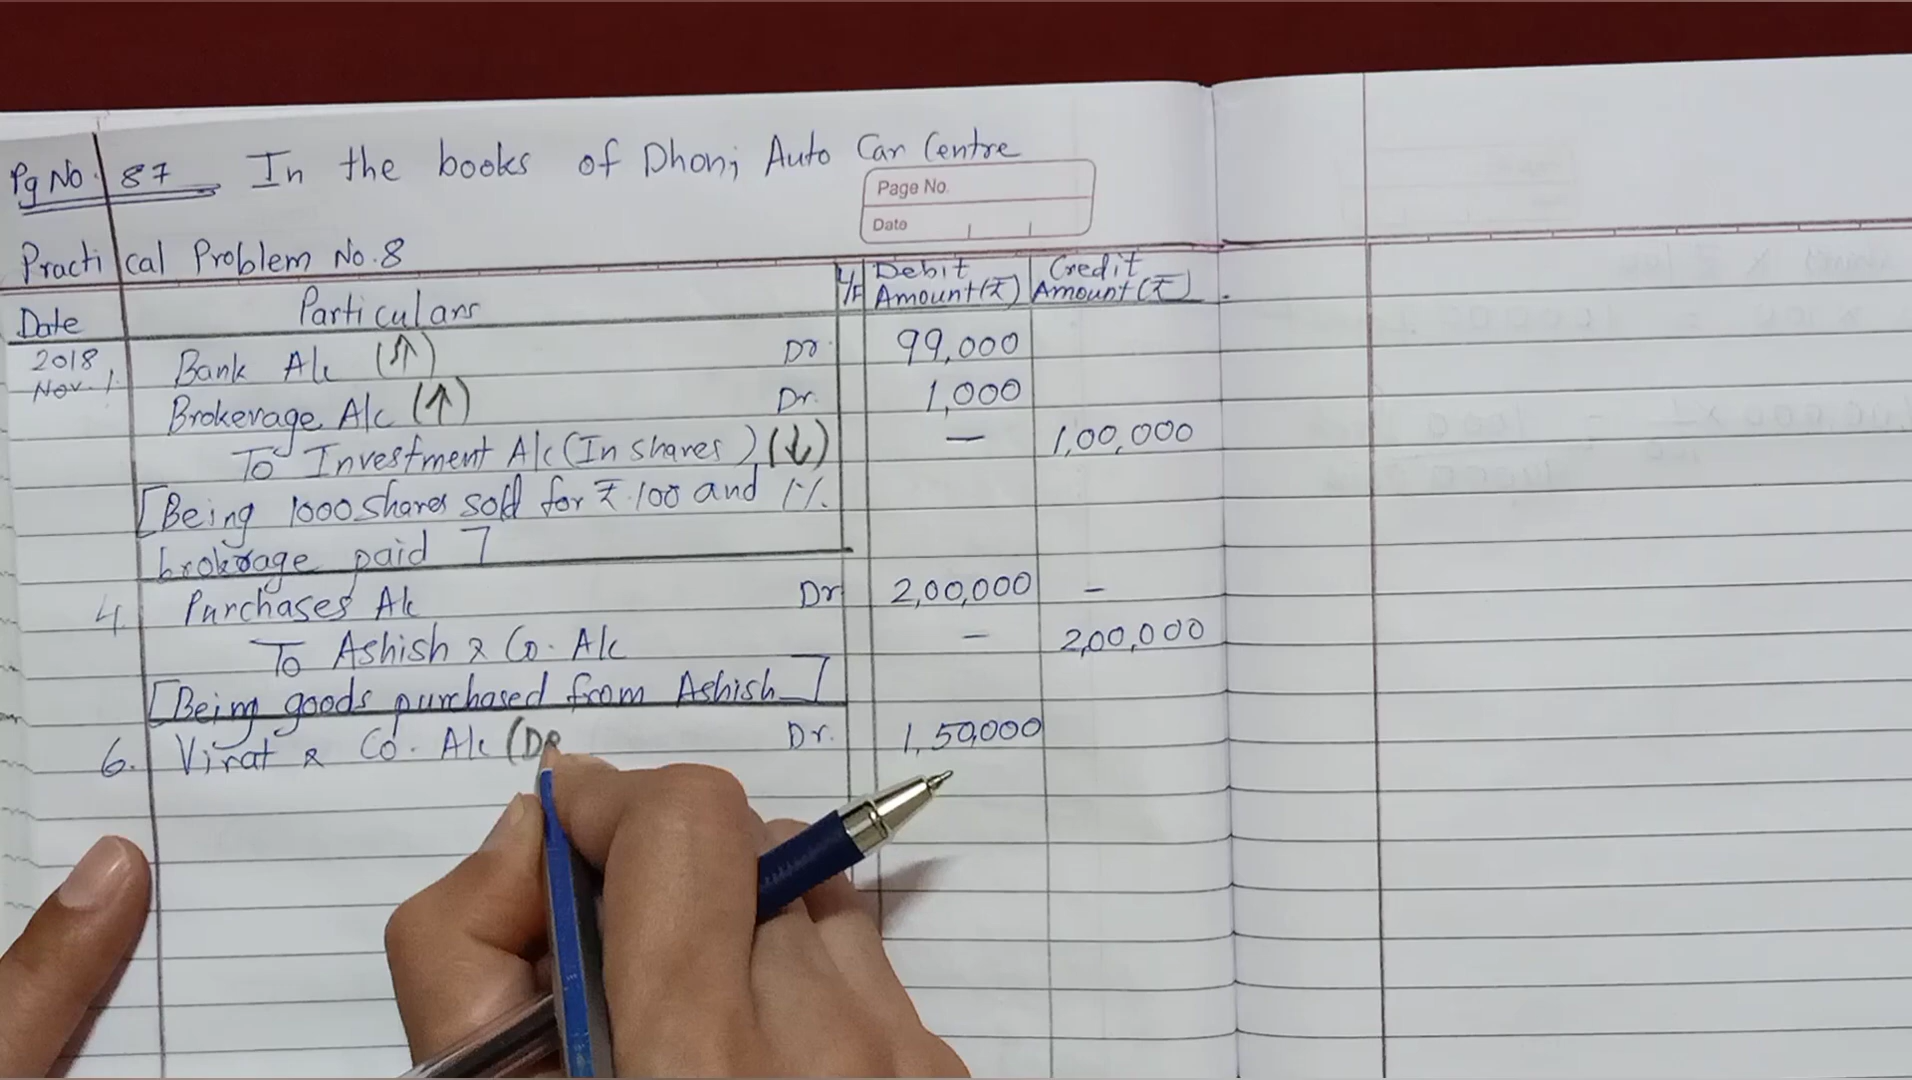 Pg No. 87 In the books of Dhoni Auto Car Centre
Page No.
Date
Practical Problem No. 8
Date Particulars L/F Debit Amount (₹) Credit Amount (₹)
2018
Nov. 1 Bank A/c (↑) Dr. 99,000
Brokerage A/c (↑) Dr. 1,000
To Investment A/c (In shares) (↓) — 1,00,000
[Being 1000 shares sold for ₹.100 and 1%
brokrage paid]
4. Purchases A/c Dr 2,00,000 –
To Ashish & Co. A/c – 2,00,000
[Being goods purchased from Ashish]
6. Virat & Co. A/c (De Dr. 1,50,000